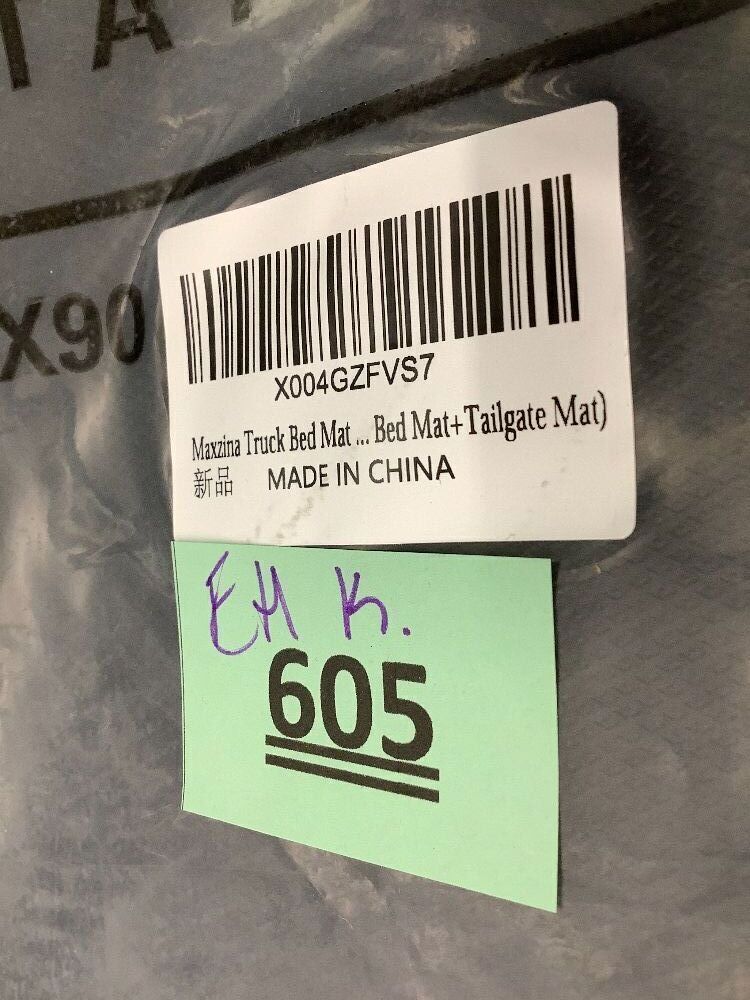 X90
X004GZFVS7
Maxzina Truck Bed Mat ... Bed Mat+Tailgate Mat)
新品 MADE IN CHINA
EH K.
605